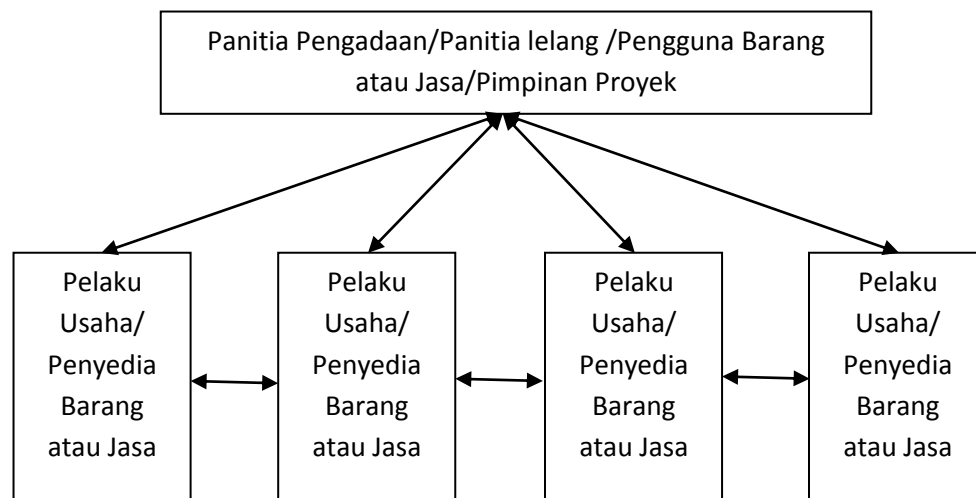 Panitia Pengadaan/Panitia lelang /Pengguna Barang
atau Jasa/Pimpinan Proyek
Pelaku
Usaha/
Penyedia
Barang
atau Jasa
Pelaku
Usaha/
Penyedia
Barang
atau Jasa
Pelaku
Usaha/
Penyedia
Barang
atau Jasa
Pelaku
Usaha/
Penyedia
Barang
atau Jasa